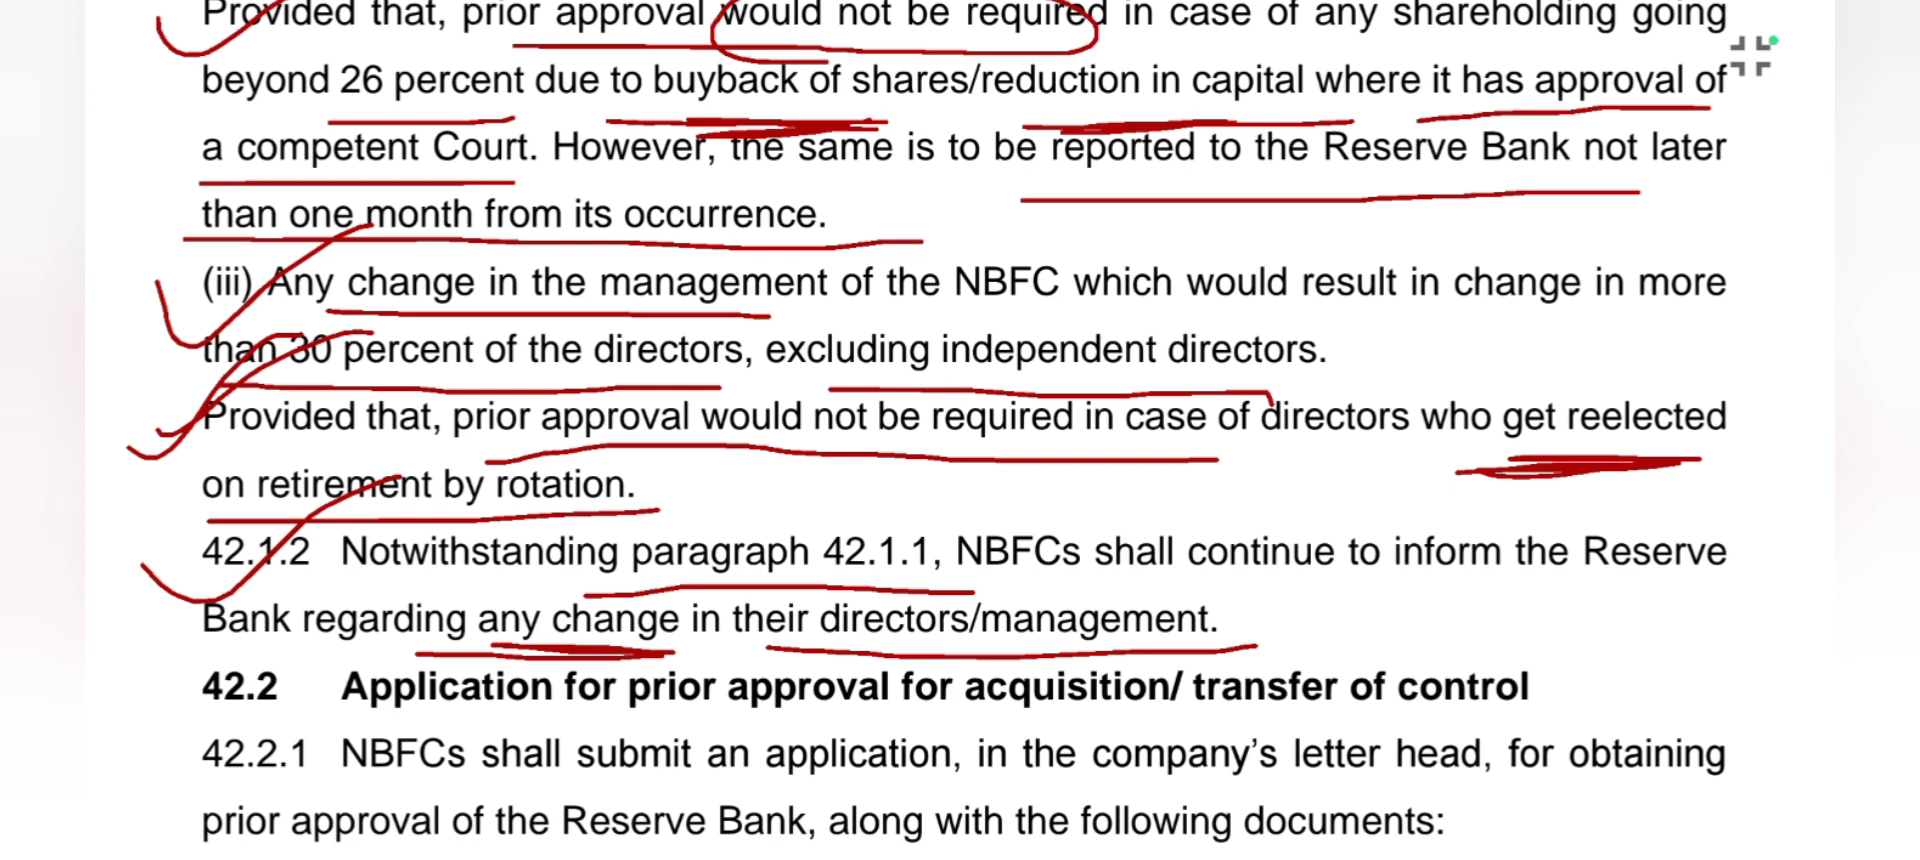 Provided that, prior approval would not be required in case of any shareholding going
beyond 26 percent due to buyback of shares/reduction in capital where it has approval of
a competent Court. However, the same is to be reported to the Reserve Bank not later
than one month from its occurrence.
(iii) Any change in the management of the NBFC which would result in change in more
than 30 percent of the directors, excluding independent directors.
Provided that, prior approval would not be required in case of directors who get reelected
on retirement by rotation.
42.1.2 Notwithstanding paragraph 42.1.1, NBFCs shall continue to inform the Reserve
Bank regarding any change in their directors/management.
42.2 Application for prior approval for acquisition/ transfer of control
42.2.1 NBFCs shall submit an application, in the company’s letter head, for obtaining
prior approval of the Reserve Bank, along with the following documents: